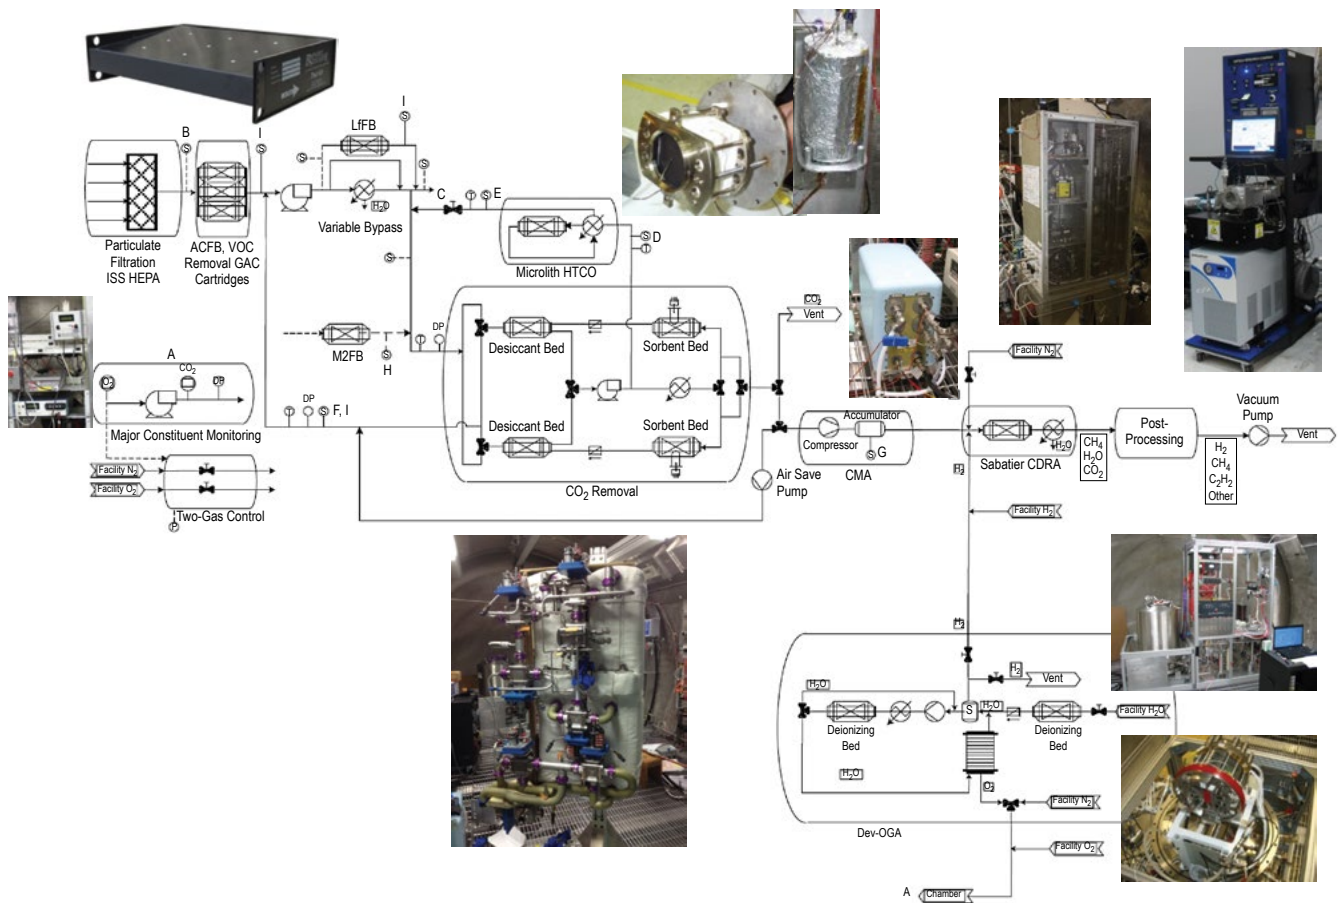 I
LfFB
B
I
S
S
S
S
S
C
H₂O
Variable Bypass
Particulate
Filtration
ISS HEPA
ACFB, VOC
Removal GAC
Cartridges
T
S
E
Microlith HTCO
S
D
T
S
M2FB
S
H
T
DP
Desiccant Bed
Sorbent Bed
Desiccant Bed
Sorbent Bed
CO₂ Removal
CO₂
Vent
A
O₂
CO₂
DP
Major Constituent Monitoring
T
DP
S
F, I
Facility N₂
Facility O₂
P
Two-Gas Control
Air Save
Pump
Compressor
Accumulator
S
G
CMA
Facility N₂
H₂
H₂O
Sabatier CDRA
CH₄
H₂O
CO₂
Post-
Processing
H₂
CH₄
C₂H₂
Other
Vacuum
Pump
Vent
Facility H₂
H₂
H₂
Vent
H₂O
S
H₂O
Facility H₂O
Deionizing
Bed
Deionizing
Bed
H₂O
O₂
Facility N₂
Dev-OGA
Facility O₂
A
Chamber